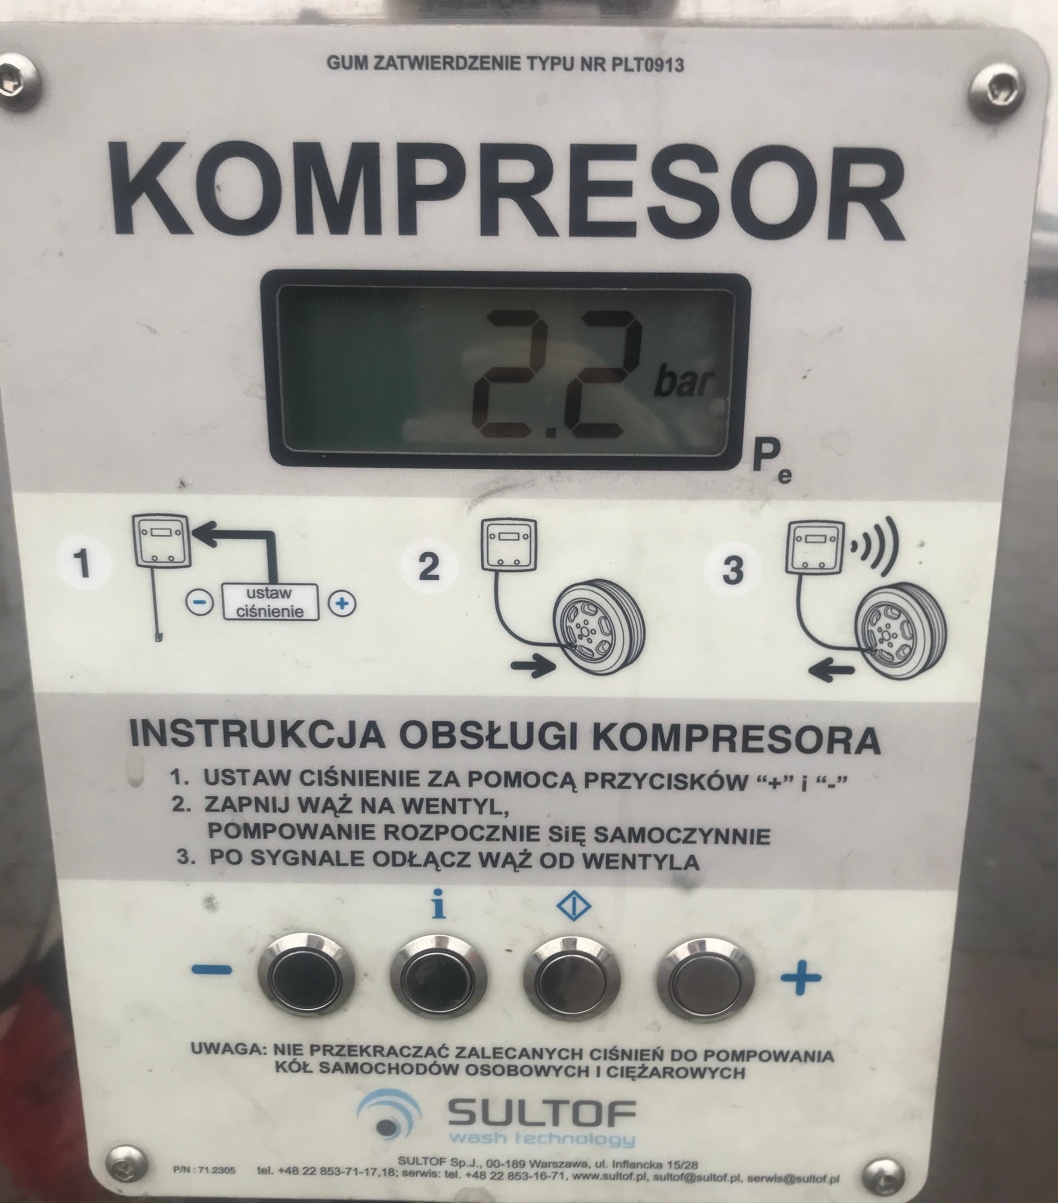 GUM ZATWIERDZENIE TYPU NR PLT0913
KOMPRESOR
2.2 bar
Pe
1
ustaw
ciśnienie
- +
2
3
INSTRUKCJA OBSŁUGI KOMPRESORA
1. USTAW CIŚNIENIE ZA POMOCĄ PRZYCISKÓW “+” i “-”
2. ZAPNIJ WĄŻ NA WENTYL,
POMPOWANIE ROZPOCZNIE SiĘ SAMOCZYNNIE
3. PO SYGNALE ODŁĄCZ WĄŻ OD WENTYLA
i
- +
UWAGA: NIE PRZEKRACZAĆ ZALECANYCH CIŚNIEŃ DO POMPOWANIA
KÓŁ SAMOCHODÓW OSOBOWYCH I CIĘŻAROWYCH
SULTOF
wash technology
SULTOF Sp.J., 00-189 Warszawa, ul. Inflancka 15/28
P/N : 71.2305 tel. +48 22 853-71-17,18; serwis: tel. +48 22 853-16-71, www.sultof.pl, sultof@sultof.pl, serwis@sultof.pl